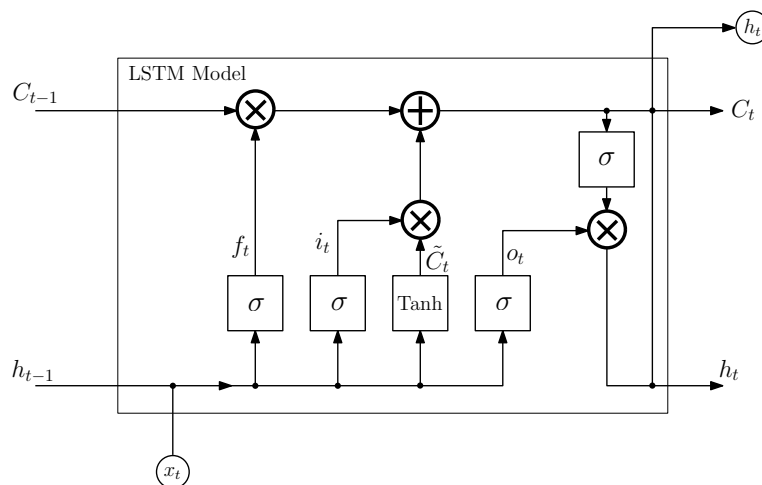 h_t
LSTM Model
C_{t-1}
C_t
σ
f_t
i_t
C̃_t
o_t
σ
σ
Tanh
σ
h_{t-1}
h_t
x_t